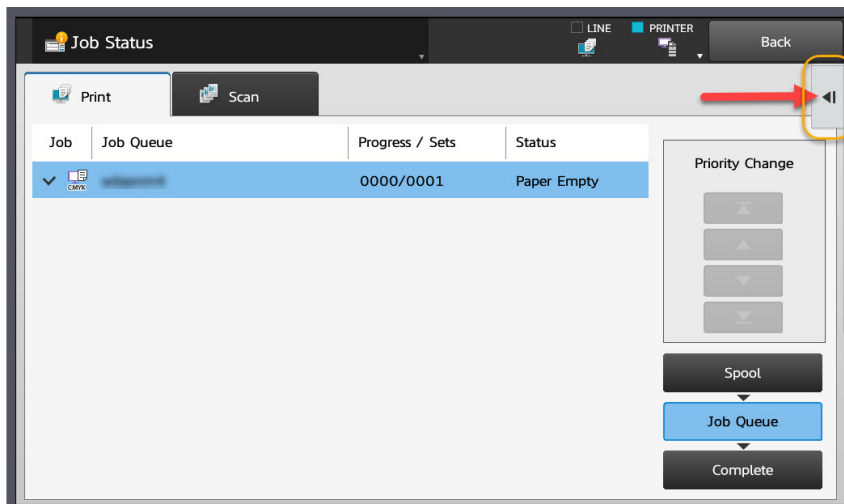 Job Status
LINE
PRINTER
Back
Print
Scan
Job Job Queue Progress / Sets Status
Priority Change
CMYK
0000/0001 Paper Empty
Spool
Job Queue
Complete